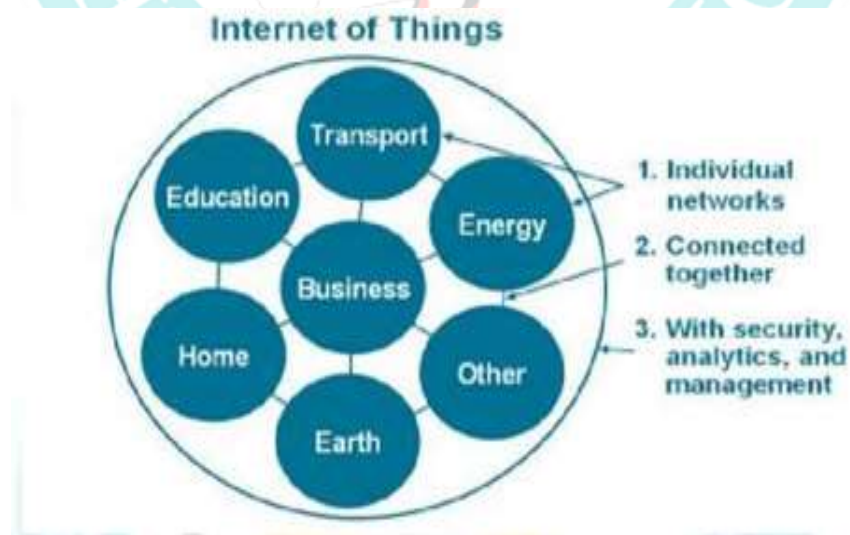 Internet of Things
Transport
Education
Energy
Business
Home
Other
Earth
1. Individual
networks
2. Connected
together
3. With security,
analytics, and
management